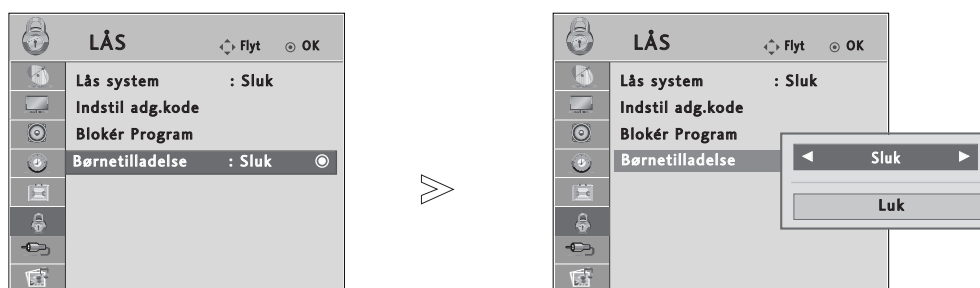 LÅS Flyt OK
Lås system : Sluk
Indstil adg.kode
Blokér Program
Børnetilladelse : Sluk
LÅS Flyt OK
Lås system : Sluk
Indstil adg.kode
Blokér Program
Børnetilladelse
Sluk
Luk